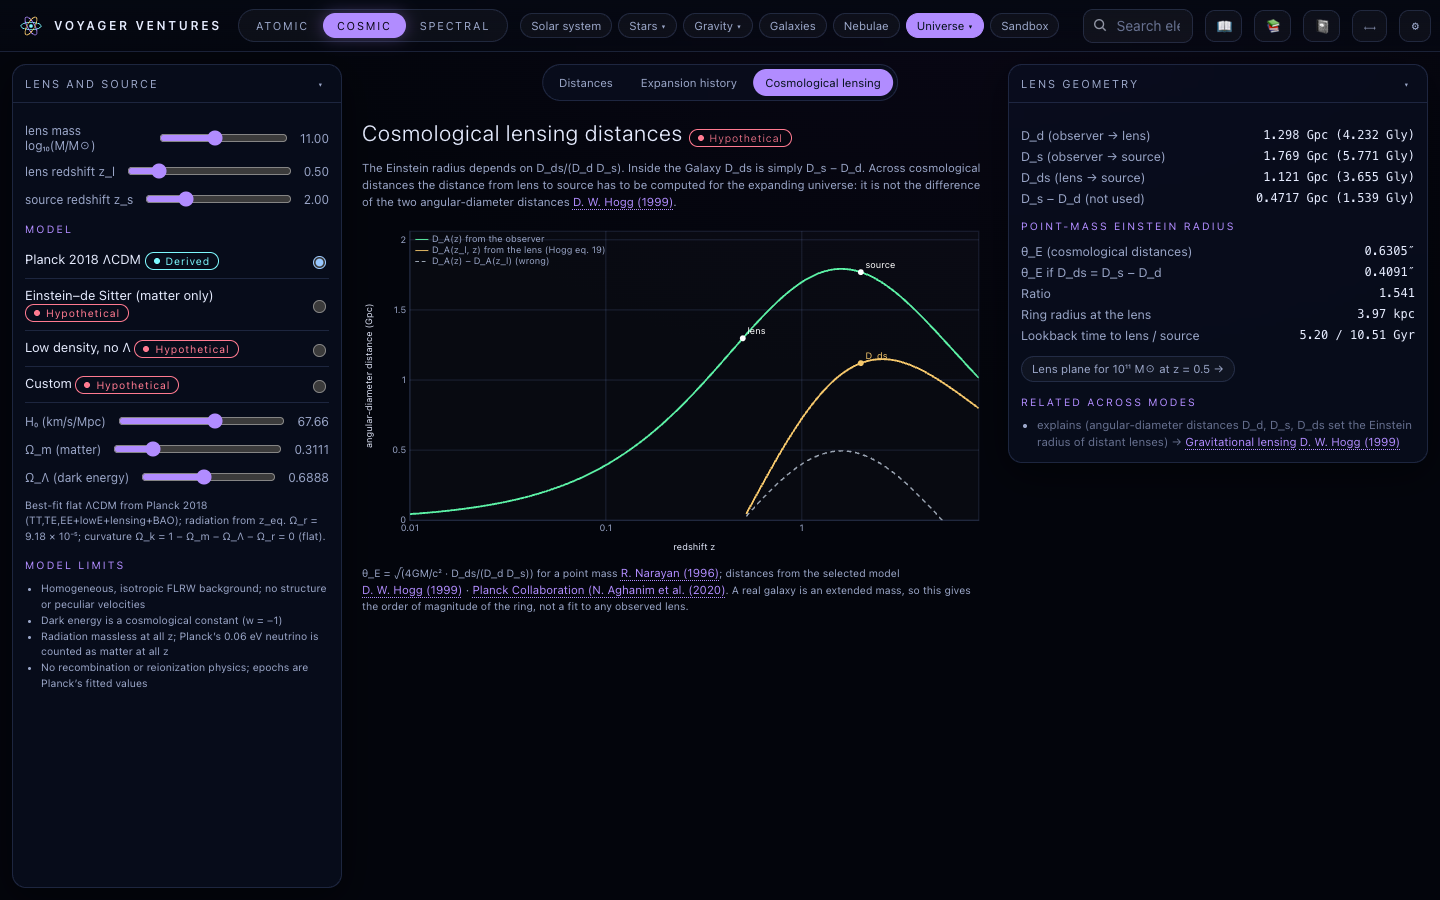 VOYAGER VENTURES
ATOMIC
COSMIC
SPECTRAL
Solar system
Stars ▾
Gravity ▾
Galaxies
Nebulae
Universe ▾
Sandbox
LENS AND SOURCE
lens mass
log₁₀(M/M☉)
11.00
lens redshift z_l
0.50
source redshift z_s
2.00
MODEL
Planck 2018 ΛCDM
Derived
Einstein–de Sitter (matter only)
Hypothetical
Low density, no Λ
Hypothetical
Custom
Hypothetical
H₀ (km/s/Mpc)
67.66
Ω_m (matter)
0.3111
Ω_Λ (dark energy)
0.6888
Best-fit flat ΛCDM from Planck 2018
(TT,TE,EE+lowE+lensing+BAO); radiation from z_eq. Ω_r =
9.18 × 10⁻⁵; curvature Ω_k = 1 − Ω_m − Ω_Λ − Ω_r = 0 (flat).
MODEL LIMITS
• Homogeneous, isotropic FLRW background; no structure
or peculiar velocities
• Dark energy is a cosmological constant (w = −1)
• Radiation massless at all z; Planck's 0.06 eV neutrino is
counted as matter at all z
• No recombination or reionization physics; epochs are
Planck's fitted values
Distances
Expansion history
Cosmological lensing
Cosmological lensing distances
Hypothetical
The Einstein radius depends on D_ds/(D_d D_s). Inside the Galaxy D_ds is simply D_s − D_d. Across cosmological
distances the distance from lens to source has to be computed for the expanding universe: it is not the difference
of the two angular-diameter distances D. W. Hogg (1999).
D_A(z) from the observer
D_A(z_l, z) from the lens (Hogg eq. 19)
D_A(z) − D_A(z_l) (wrong)
2
1.5
1
0.5
0
angular-diameter distance (Gpc)
source
lens
D_ds
0.01
0.1
1
redshift z
θ_E = √(4GM/c² · D_ds/(D_d D_s)) for a point mass R. Narayan (1996); distances from the selected model
D. W. Hogg (1999) · Planck Collaboration (N. Aghanim et al. (2020). A real galaxy is an extended mass, so this gives
the order of magnitude of the ring, not a fit to any observed lens.
LENS GEOMETRY
D_d (observer → lens)
1.298 Gpc (4.232 Gly)
D_s (observer → source)
1.769 Gpc (5.771 Gly)
D_ds (lens → source)
1.121 Gpc (3.655 Gly)
D_s − D_d (not used)
0.4717 Gpc (1.539 Gly)
POINT-MASS EINSTEIN RADIUS
θ_E (cosmological distances)
0.6305″
θ_E if D_ds = D_s − D_d
0.4091″
Ratio
1.541
Ring radius at the lens
3.97 kpc
Lookback time to lens / source
5.20 / 10.51 Gyr
Lens plane for 10¹¹ M☉ at z = 0.5 →
RELATED ACROSS MODES
• explains (angular-diameter distances D_d, D_s, D_ds set the Einstein
radius of distant lenses) → Gravitational lensing D. W. Hogg (1999)